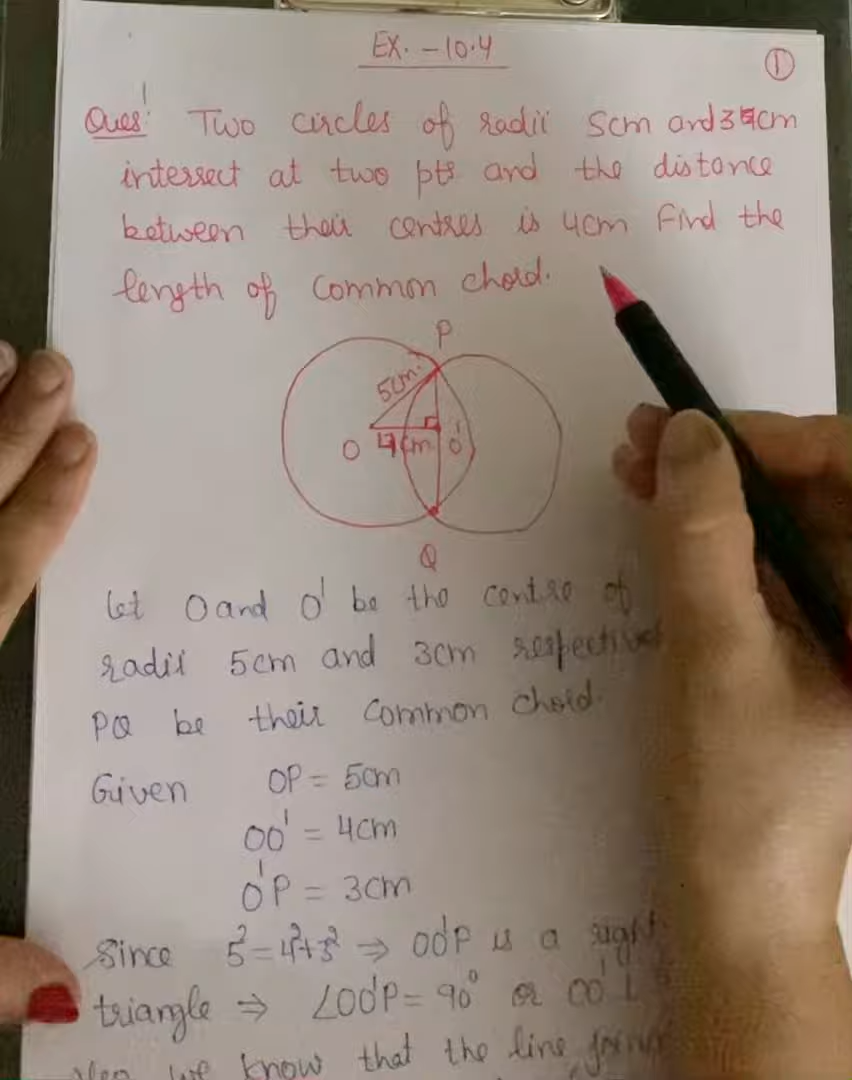 EX. - 10.4
①
Ques' 1 Two circles of radii 5cm and 3cm
intersect at two pts and the distance
between their centres is 4cm Find the
length of common chord.
P
5cm.
O 4cm O'
Q
Let O and O' be the centre of
radii 5cm and 3cm
PQ be their common chord.
Given OP = 5cm
OO' = 4cm
O'P = 3cm
Since 5² = 4² + 3² ⇒ OO'P is a right
triangle ⇒ ∠OO'P = 90° or OO' ⊥
we know that the line